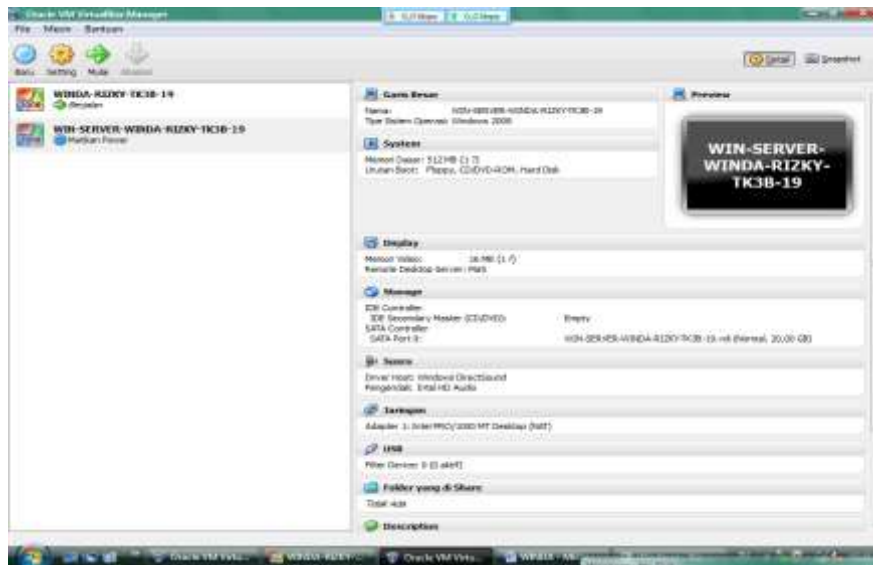 Oracle VM VirtualBox Manager
File Mesin Bantuan
Baru Setting Mulai
Detail Snapshot
WINDA-RIZKY-TK3B-19
Berjalan
WIN-SERVER-WINDA-RIZKY-TK3B-19
Matikan Power
Garis Besar
Nama: WIN-SERVER-WINDA-RIZKY-TK3B-19
Tipe Sistem Operasi: Windows 2008
System
Memori Dasar: 512 MB
Urutan Boot: Floppy, CD/DVD-ROM, Hard Disk
Preview
WIN-SERVER-
WINDA-RIZKY-
TK3B-19
Display
Memori Video: 16 MB
Remote Desktop Server: Mati
IDE Controller
IDE Secondary Master (CD/DVD): Empty
SATA Controller
SATA Port 0: WIN-SERVER-WINDA-RIZKY-TK3B-19.vdi (Normal, 20,00 GB)
Suara
Driver Host: Windows DirectSound
Pengendali: Intel HD Audio
Jaringan
Adapter 1: Intel PRO/1000 MT Desktop (NAT)
USB
Filter Device: 0 (0 aktif)
Folder yang di Share
Tidak ada
Description
Oracle VM Virtu...
Oracle VM Virtu...